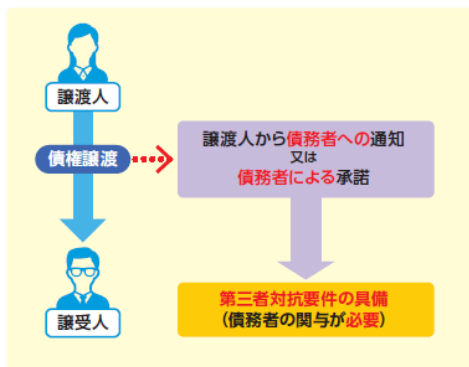 譲渡人
債権譲渡
譲渡人から債務者への通知
又は
債務者による承諾
譲受人
第三者対抗要件の具備
（債務者の関与が必要）